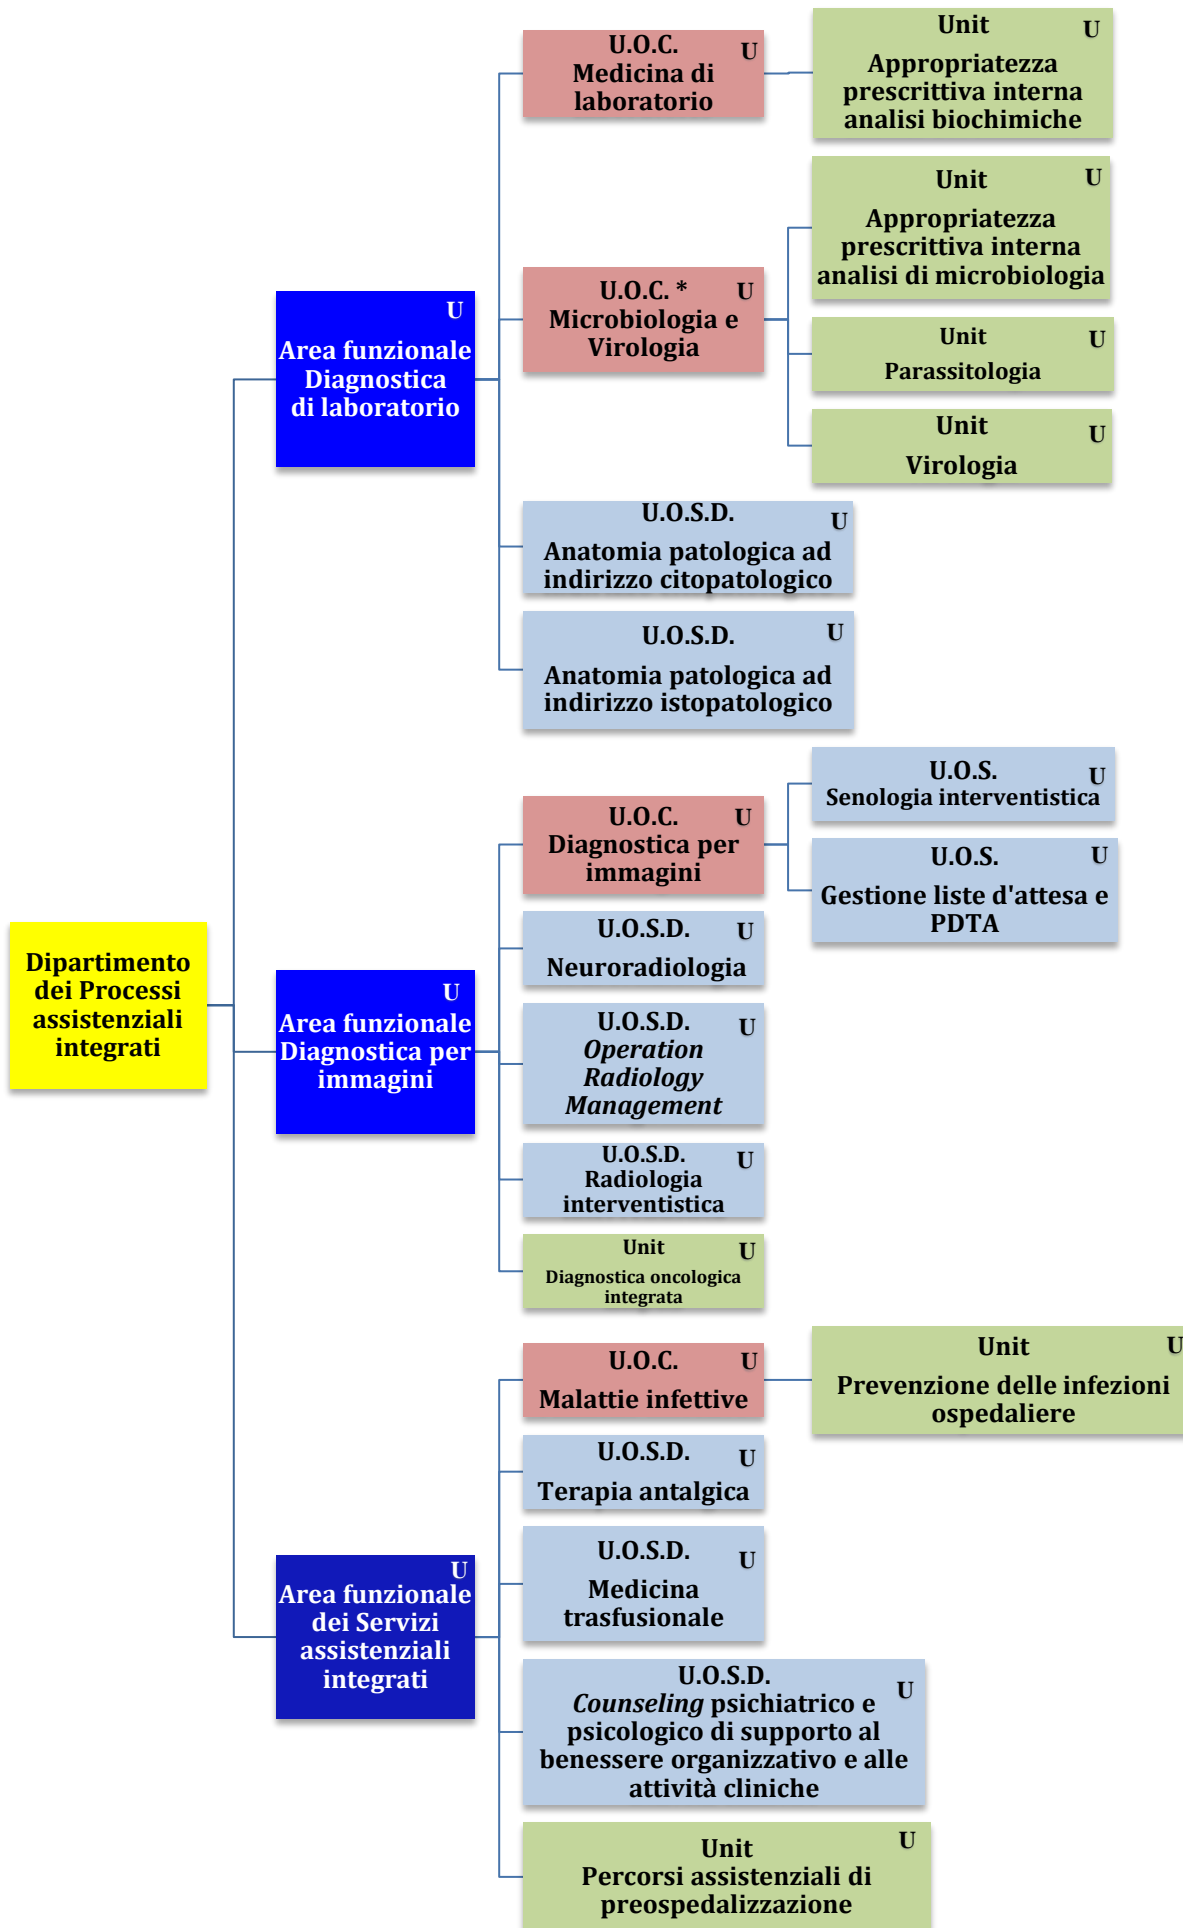 U.O.C. U
Medicina di
laboratorio
Unit U
Appropriatezza
prescrittiva interna
analisi biochimiche
Unit U
Appropriatezza
prescrittiva interna
analisi di microbiologia
U.O.C. * U
Microbiologia e
Virologia
Unit U
Parassitologia
Unit U
Virologia
U
Area funzionale
Diagnostica
di laboratorio
U.O.S.D. U
Anatomia patologica ad
indirizzo citopatologico
U.O.S.D. U
Anatomia patologica ad
indirizzo istopatologico
U.O.S. U
Senologia interventistica
U.O.C. U
Diagnostica per
immagini
U.O.S. U
Gestione liste d'attesa e
PDTA
U.O.S.D. U
Neuroradiologia
Dipartimento
dei Processi
assistenziali
integrati
U
Area funzionale
Diagnostica per
immagini
U.O.S.D. U
Operation
Radiology
Management
U.O.S.D. U
Radiologia
interventistica
Unit U
Diagnostica oncologica
integrata
U.O.C. U
Malattie infettive
Unit U
Prevenzione delle infezioni
ospedaliere
U.O.S.D. U
Terapia antalgica
U.O.S.D. U
Medicina
trasfusionale
U
Area funzionale
dei Servizi
assistenziali
integrati
U.O.S.D. U
Counseling psichiatrico e
psicologico di supporto al
benessere organizzativo e alle
attività cliniche
Unit U
Percorsi assistenziali di
preospedalizzazione